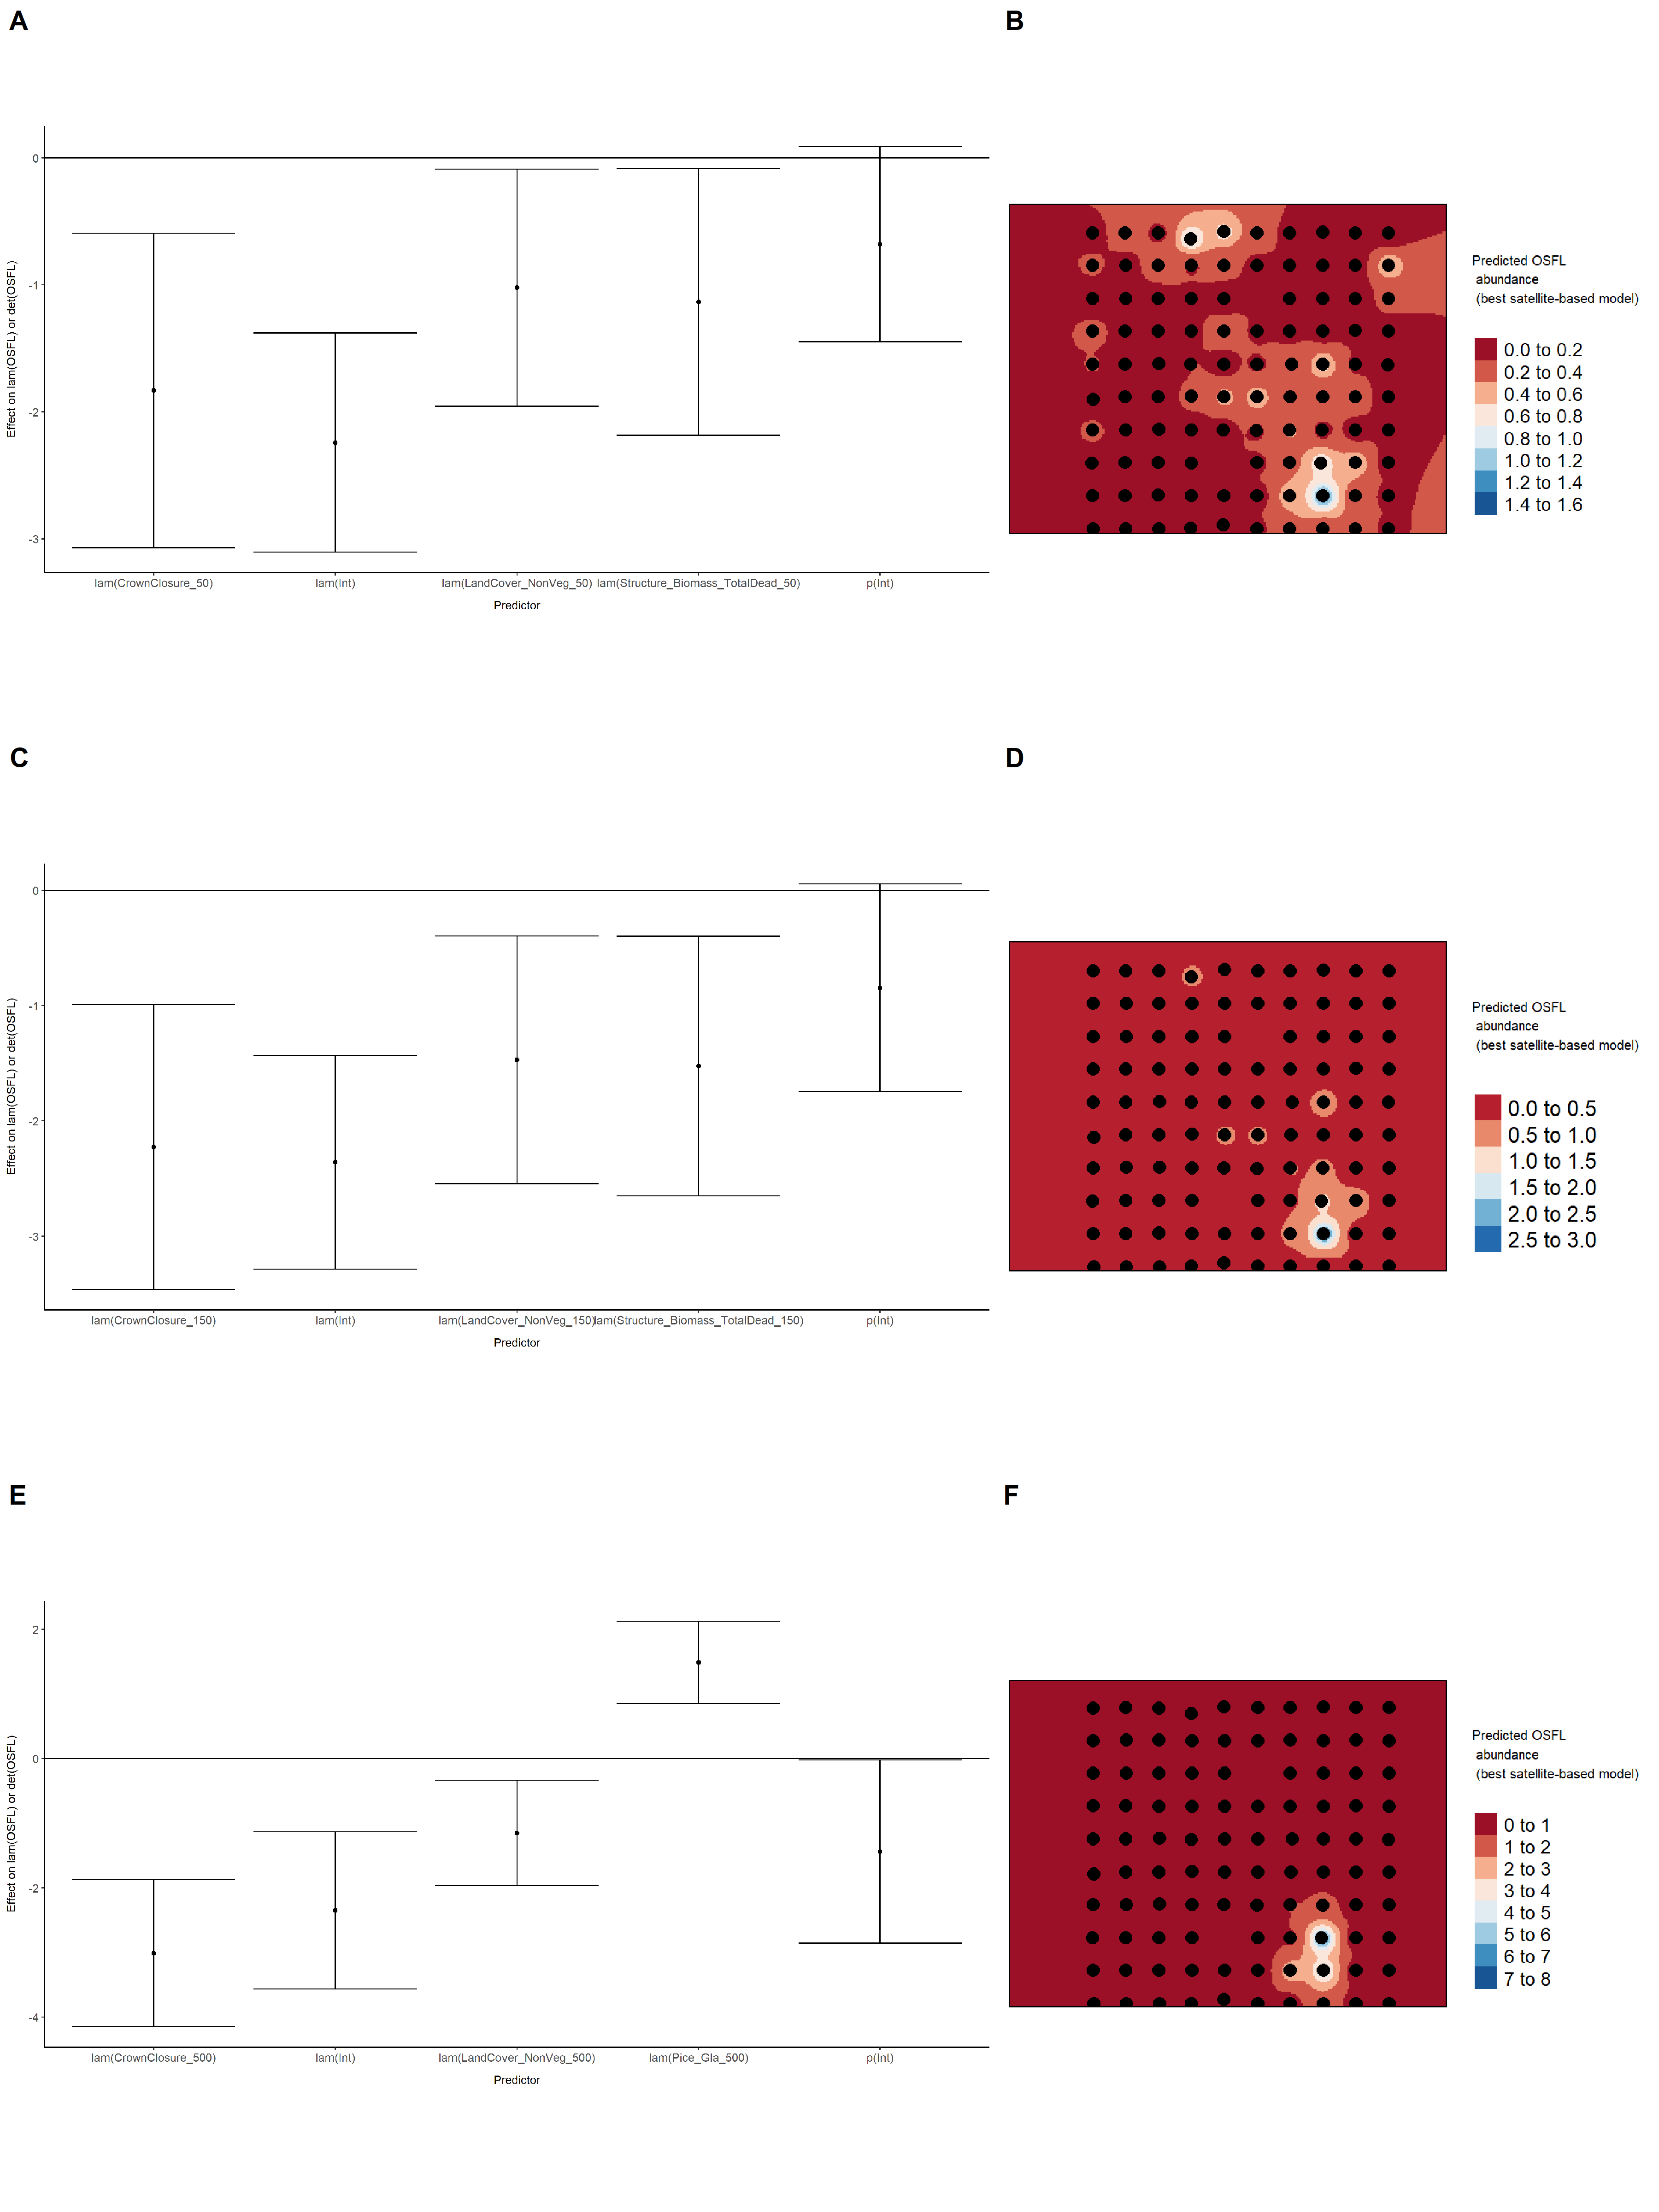 A
B
Effect on lam(OSFL) or det(OSFL)
0
-1
-2
-3
lam(CrownClosure_50)
lam(Int)
lam(LandCover_NonVeg_50)
lam(Structure_Biomass_TotalDead_50)
p(Int)
Predictor
Predicted OSFL
abundance
(best satellite-based model)
0.0 to 0.2
0.2 to 0.4
0.4 to 0.6
0.6 to 0.8
0.8 to 1.0
1.0 to 1.2
1.2 to 1.4
1.4 to 1.6
C
D
Effect on lam(OSFL) or det(OSFL)
0
-1
-2
-3
lam(CrownClosure_150)
lam(Int)
lam(LandCover_NonVeg_150)
lam(Structure_Biomass_TotalDead_150)
p(Int)
Predictor
Predicted OSFL
abundance
(best satellite-based model)
0.0 to 0.5
0.5 to 1.0
1.0 to 1.5
1.5 to 2.0
2.0 to 2.5
2.5 to 3.0
E
F
Effect on lam(OSFL) or det(OSFL)
2
0
-2
-4
lam(CrownClosure_500)
lam(Int)
lam(LandCover_NonVeg_500)
lam(Pice_Gla_500)
p(Int)
Predictor
Predicted OSFL
abundance
(best satellite-based model)
0 to 1
1 to 2
2 to 3
3 to 4
4 to 5
5 to 6
6 to 7
7 to 8